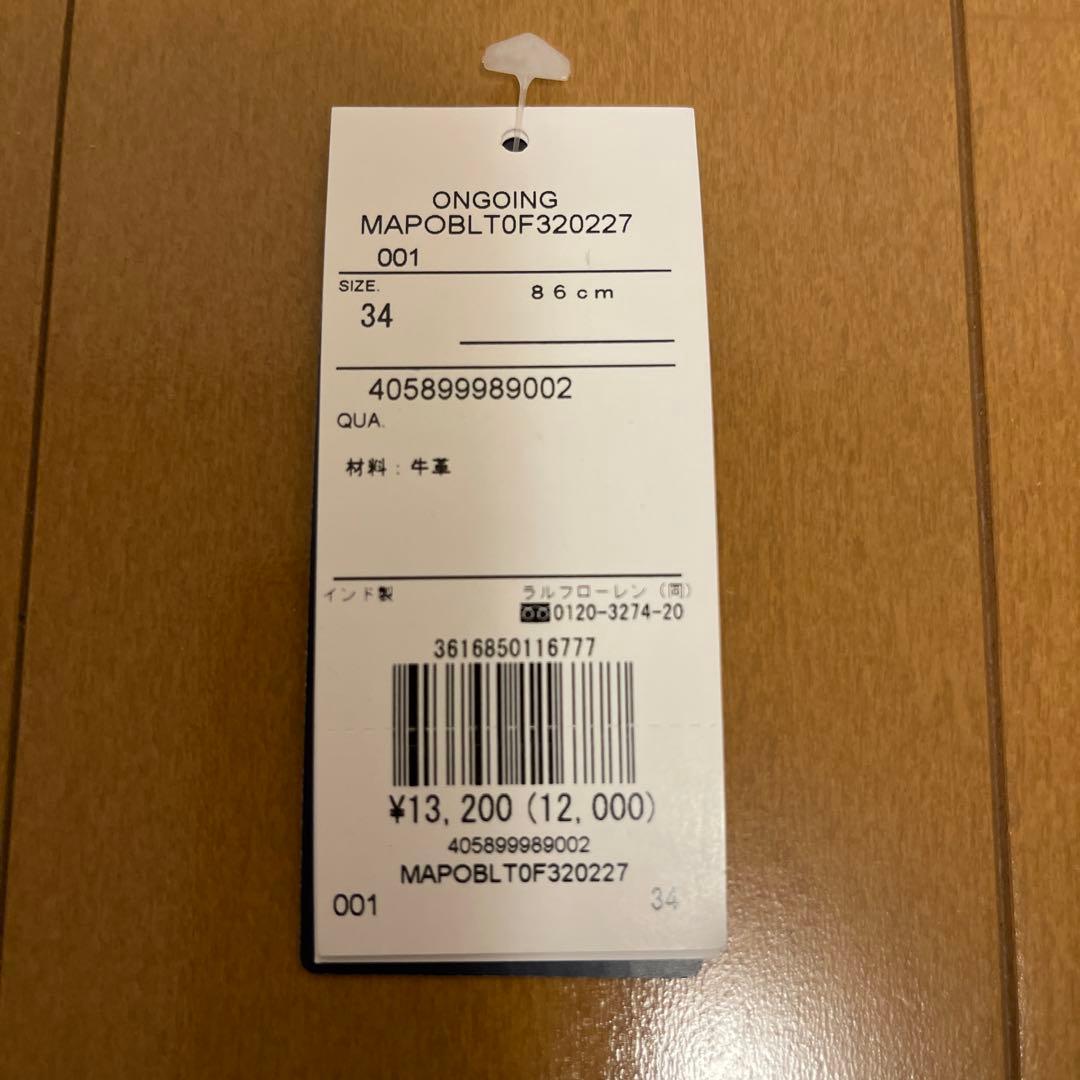 ONGOING
MAPOBLT0F320227
001
SIZE.
86cm
34
405899989002
QUA.
材料:牛革
インド製
ラルフローレン(同)
0120-3274-20
3616850116777
¥13,200(12,000)
405899989002
MAPOBLT0F320227
001
34